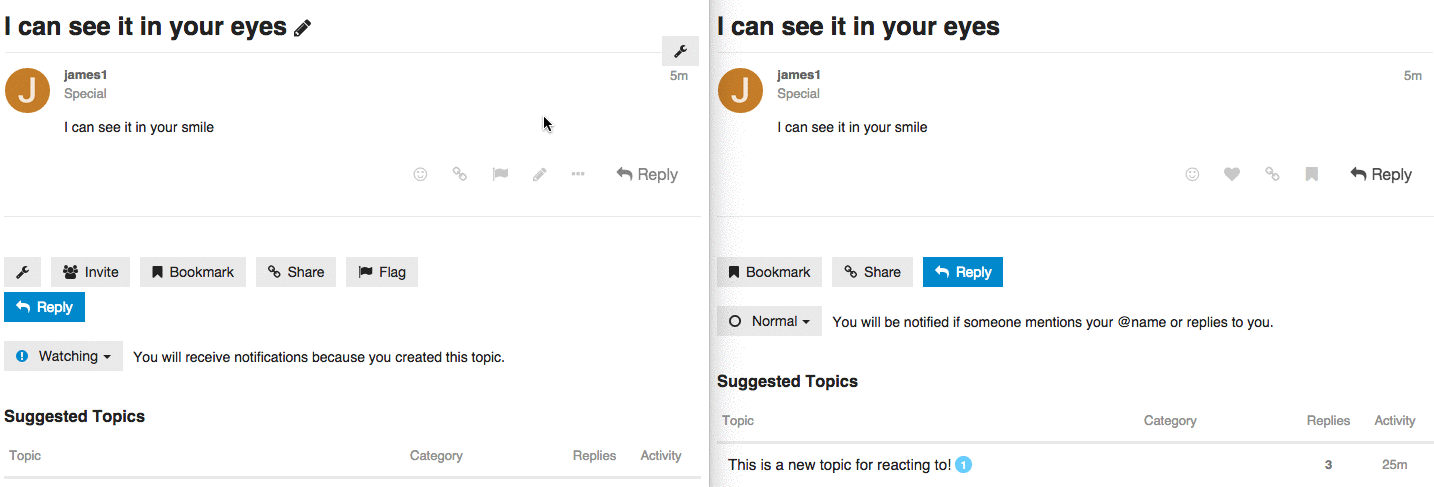 I can see it in your eyes
J
james1
5m
Special
I can see it in your smile
Reply
Invite
Bookmark
Share
Flag
Reply
Watching
You will receive notifications because you created this topic.
Suggested Topics
Topic Category Replies Activity
I can see it in your eyes
J
james1
5m
Special
I can see it in your smile
Reply
Bookmark
Share
Reply
Normal
You will be notified if someone mentions your @name or replies to you.
Suggested Topics
Topic Category Replies Activity
This is a new topic for reacting to! 1 3 25m